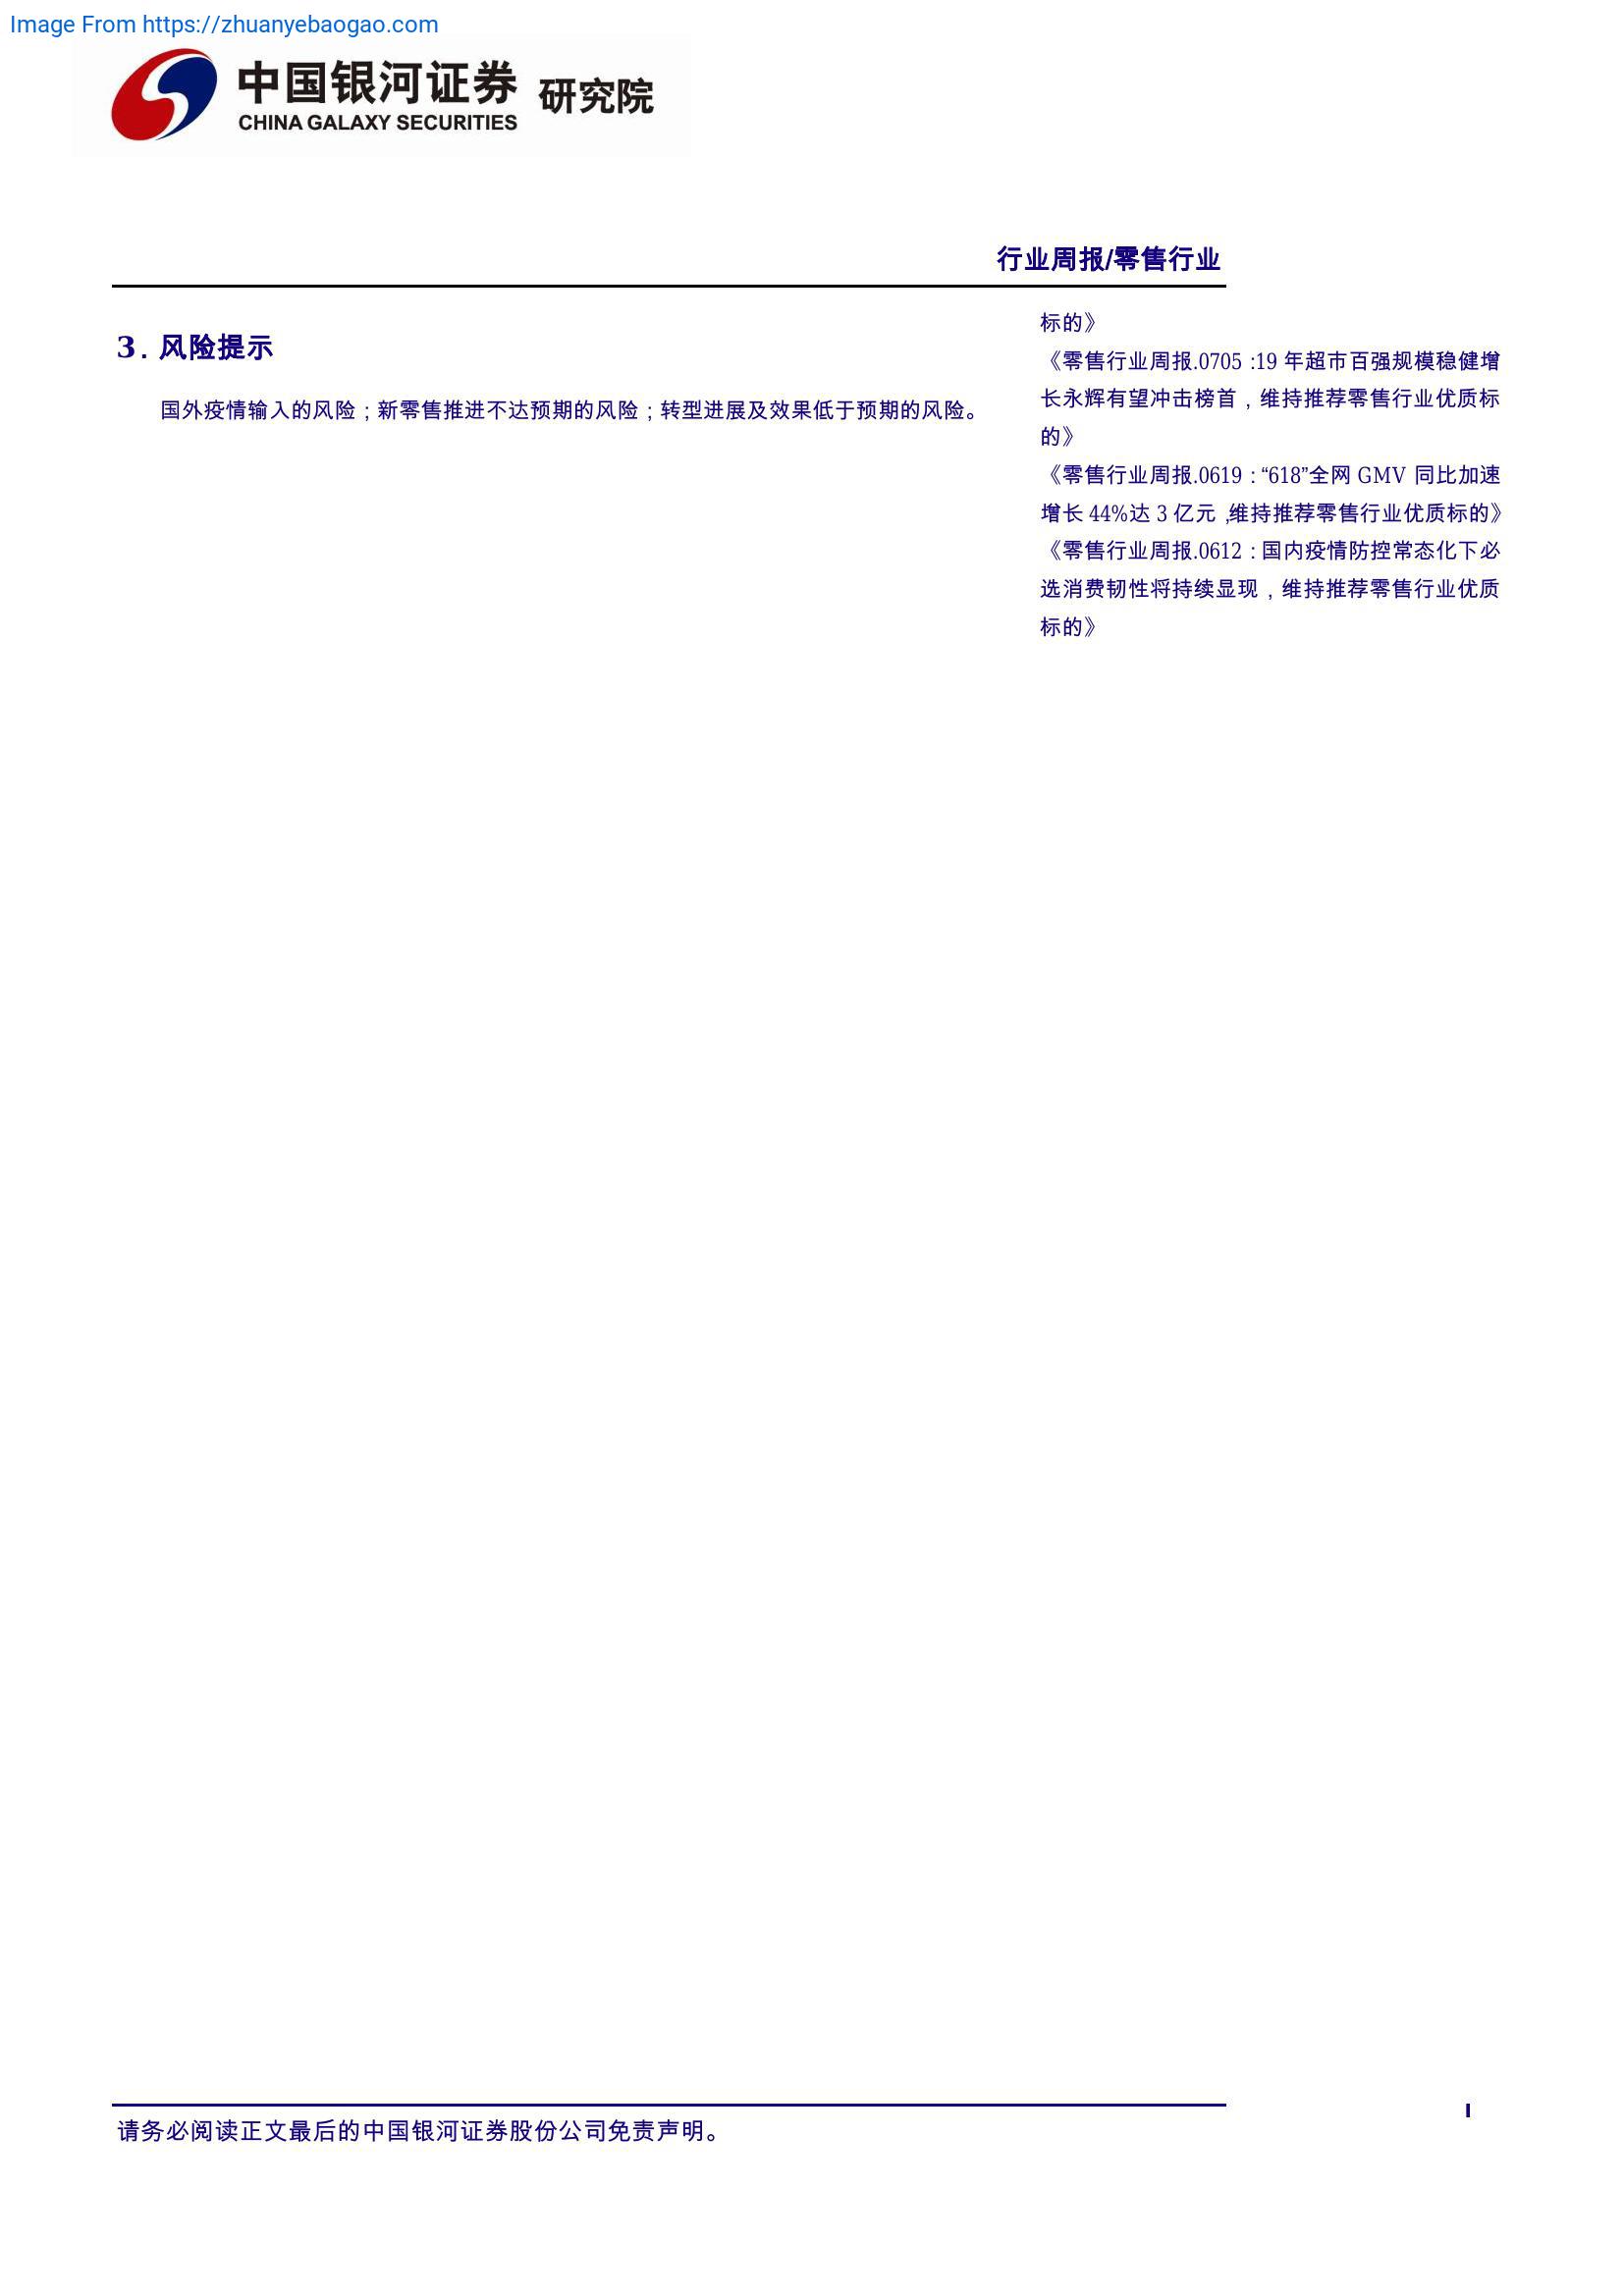 Image From https://zhuanyebaogao.com
中国银河证券 研究院
CHINA GALAXY SECURITIES
行业周报/零售行业
3. 风险提示
国外疫情输入的风险；新零售推进不达预期的风险；转型进展及效果低于预期的风险。
标的》
《零售行业周报.0705：19 年超市百强规模稳健增
长永辉有望冲击榜首，维持推荐零售行业优质标
的》
《零售行业周报.0619：“618”全网 GMV 同比加速
增长 44%达 3 亿元，维持推荐零售行业优质标的》
《零售行业周报.0612：国内疫情防控常态化下必
选消费韧性将持续显现，维持推荐零售行业优质
标的》
请务必阅读正文最后的中国银河证券股份公司免责声明。
I